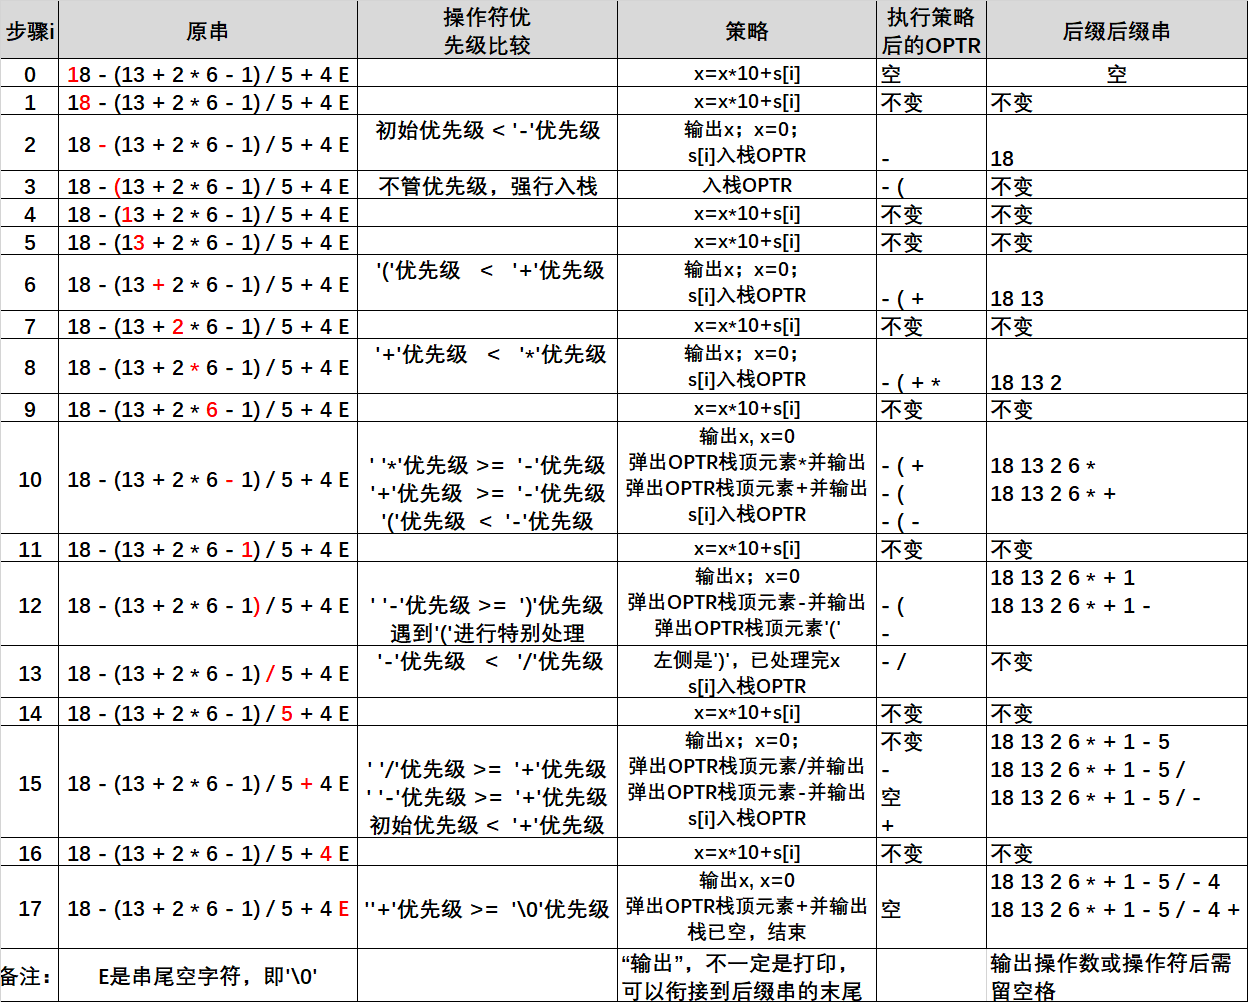 步骤i 原串 操作符优先级比较 策略 执行策略后的OPTR 后缀后缀串
0 18 - (13 + 2 * 6 - 1) / 5 + 4 E x=x*10+s[i] 空 空
1 18 - (13 + 2 * 6 - 1) / 5 + 4 E x=x*10+s[i] 不变 不变
2 18 - (13 + 2 * 6 - 1) / 5 + 4 E 初始优先级 < '-'优先级 输出x；x=0；
s[i]入栈OPTR - 18
3 18 - (13 + 2 * 6 - 1) / 5 + 4 E 不管优先级，强行入栈 入栈OPTR - ( 不变
4 18 - (13 + 2 * 6 - 1) / 5 + 4 E x=x*10+s[i] 不变 不变
5 18 - (13 + 2 * 6 - 1) / 5 + 4 E x=x*10+s[i] 不变 不变
6 18 - (13 + 2 * 6 - 1) / 5 + 4 E '('优先级 < '+'优先级 输出x；x=0；
s[i]入栈OPTR - ( + 18 13
7 18 - (13 + 2 * 6 - 1) / 5 + 4 E x=x*10+s[i] 不变 不变
8 18 - (13 + 2 * 6 - 1) / 5 + 4 E '+'优先级 < '*'优先级 输出x；x=0；
s[i]入栈OPTR - ( + * 18 13 2
9 18 - (13 + 2 * 6 - 1) / 5 + 4 E x=x*10+s[i] 不变 不变
10 18 - (13 + 2 * 6 - 1) / 5 + 4 E
输出x, x=0
' '*'优先级 >= '-'优先级 弹出OPTR栈顶元素*并输出 - ( + 18 13 2 6 *
'+'优先级 >= '-'优先级 弹出OPTR栈顶元素+并输出 - ( 18 13 2 6 * +
'('优先级 < '-'优先级 s[i]入栈OPTR - ( -
11 18 - (13 + 2 * 6 - 1) / 5 + 4 E x=x*10+s[i] 不变 不变
12 18 - (13 + 2 * 6 - 1) / 5 + 4 E
输出x；x=0 18 13 2 6 * + 1
' '-'优先级 >= ')'优先级 弹出OPTR栈顶元素-并输出 - ( 18 13 2 6 * + 1 -
遇到'('进行特别处理 弹出OPTR栈顶元素'(' -
13 18 - (13 + 2 * 6 - 1) / 5 + 4 E '-'优先级 < '/'优先级 左侧是')'，已处理完x - / 不变
s[i]入栈OPTR
14 18 - (13 + 2 * 6 - 1) / 5 + 4 E x=x*10+s[i] 不变 不变
15 18 - (13 + 2 * 6 - 1) / 5 + 4 E
输出x；x=0； 不变 18 13 2 6 * + 1 - 5
' '/'优先级 >= '+'优先级 弹出OPTR栈顶元素/并输出 - 18 13 2 6 * + 1 - 5 /
' '-'优先级 >= '+'优先级 弹出OPTR栈顶元素-并输出 空 18 13 2 6 * + 1 - 5 / -
初始优先级 < '+'优先级 s[i]入栈OPTR +
16 18 - (13 + 2 * 6 - 1) / 5 + 4 E x=x*10+s[i] 不变 不变
17 18 - (13 + 2 * 6 - 1) / 5 + 4 E
输出x, x=0 18 13 2 6 * + 1 - 5 / - 4
''+'优先级 >= '\0'优先级 弹出OPTR栈顶元素+并输出 空 18 13 2 6 * + 1 - 5 / - 4 +
栈已空，结束
备注： E是串尾空字符，即'\0'
“输出”，不一定是打印，
可以衔接到后缀串的末尾
输出操作数或操作符后需
留空格